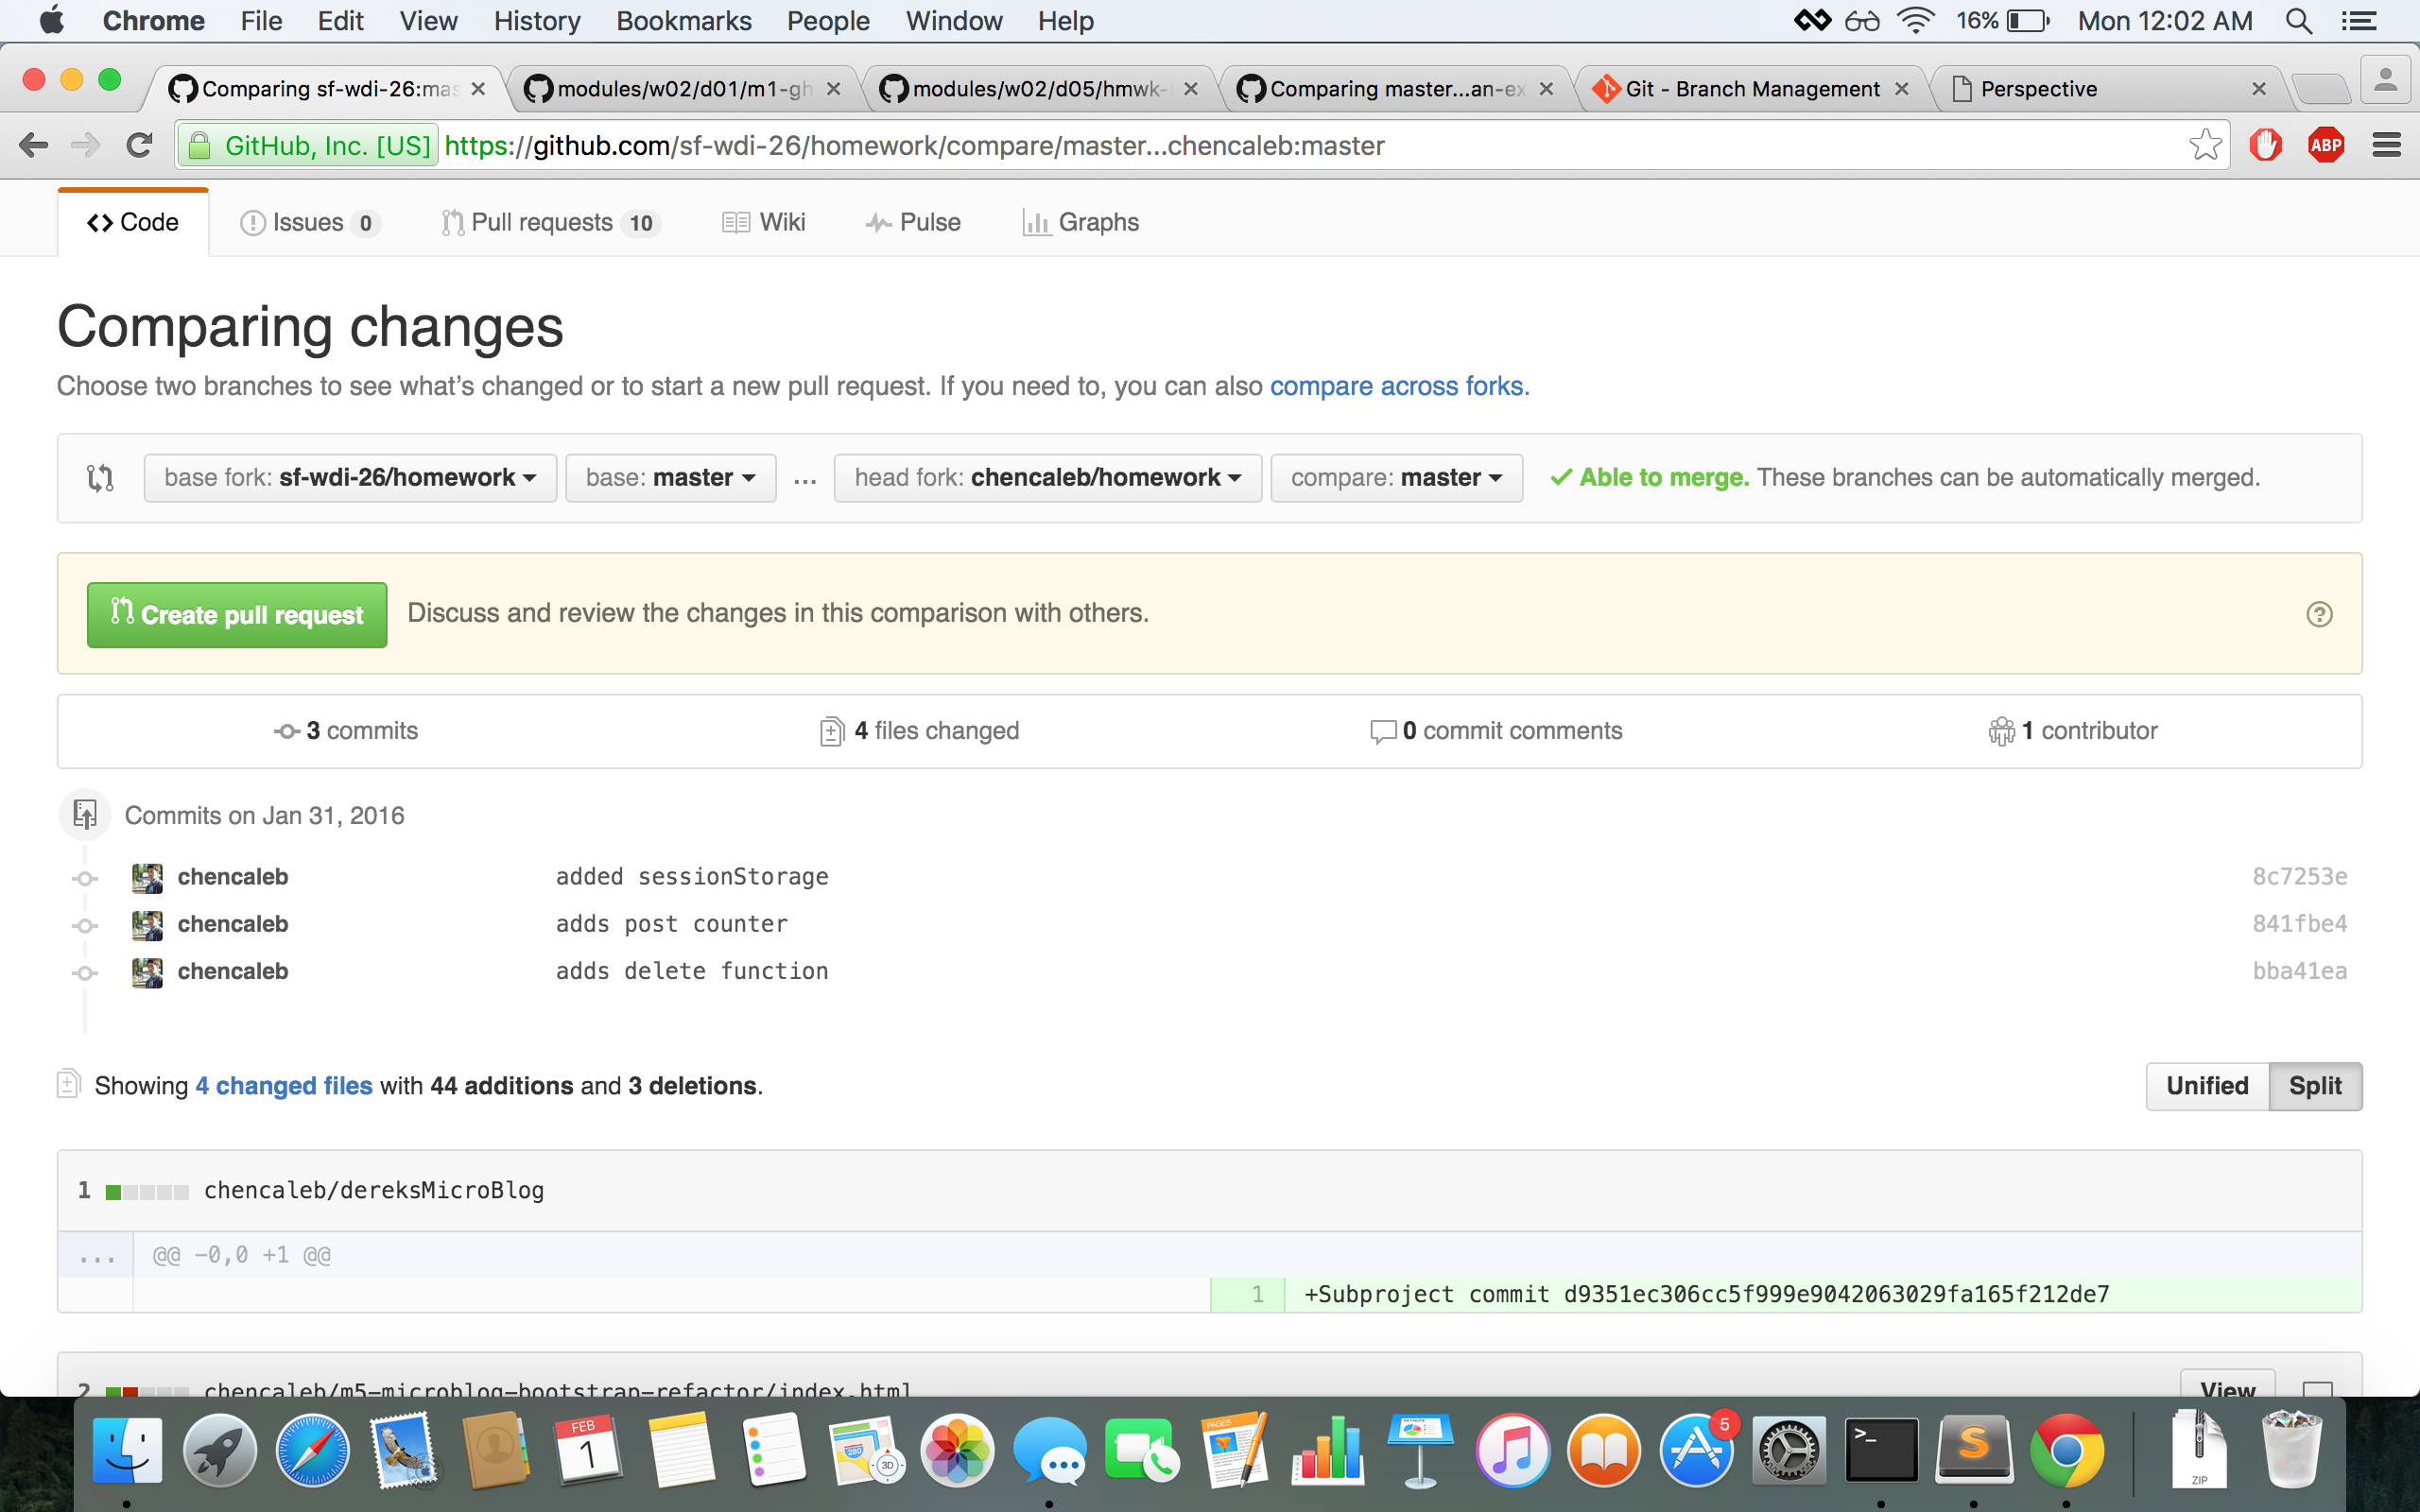 Chrome File Edit View History Bookmarks People Window Help 16% Mon 12:02 AM
Comparing sf-wdi-26:mas modules/w02/d01/m1-gh modules/w02/d05/hmwk- Comparing master...an-ex Git - Branch Management Perspective
GitHub, Inc. [US] https://github.com/sf-wdi-26/homework/compare/master...chencaleb:master ABP
Code Issues 0 Pull requests 10 Wiki Pulse Graphs
Comparing changes
Choose two branches to see what's changed or to start a new pull request. If you need to, you can also compare across forks.
base fork: sf-wdi-26/homework base: master ... head fork: chencaleb/homework compare: master Able to merge. These branches can be automatically merged.
Create pull request Discuss and review the changes in this comparison with others.
3 commits 4 files changed 0 commit comments 1 contributor
Commits on Jan 31, 2016
chencaleb added sessionStorage 8c7253e
chencaleb adds post counter 841fbe4
chencaleb adds delete function bba41ea
Showing 4 changed files with 44 additions and 3 deletions. Unified Split
1 chencaleb/dereksMicroBlog
... @@ -0,0 +1 @@
1 +Subproject commit d9351ec306cc5f999e9042063029fa165f212de7
2 chencaleb/m5-microblog-bootstrap-refactor/index.html View
FEB
1
280
3D
PAGES
KEYNOTE
5
>_
S
ZIP